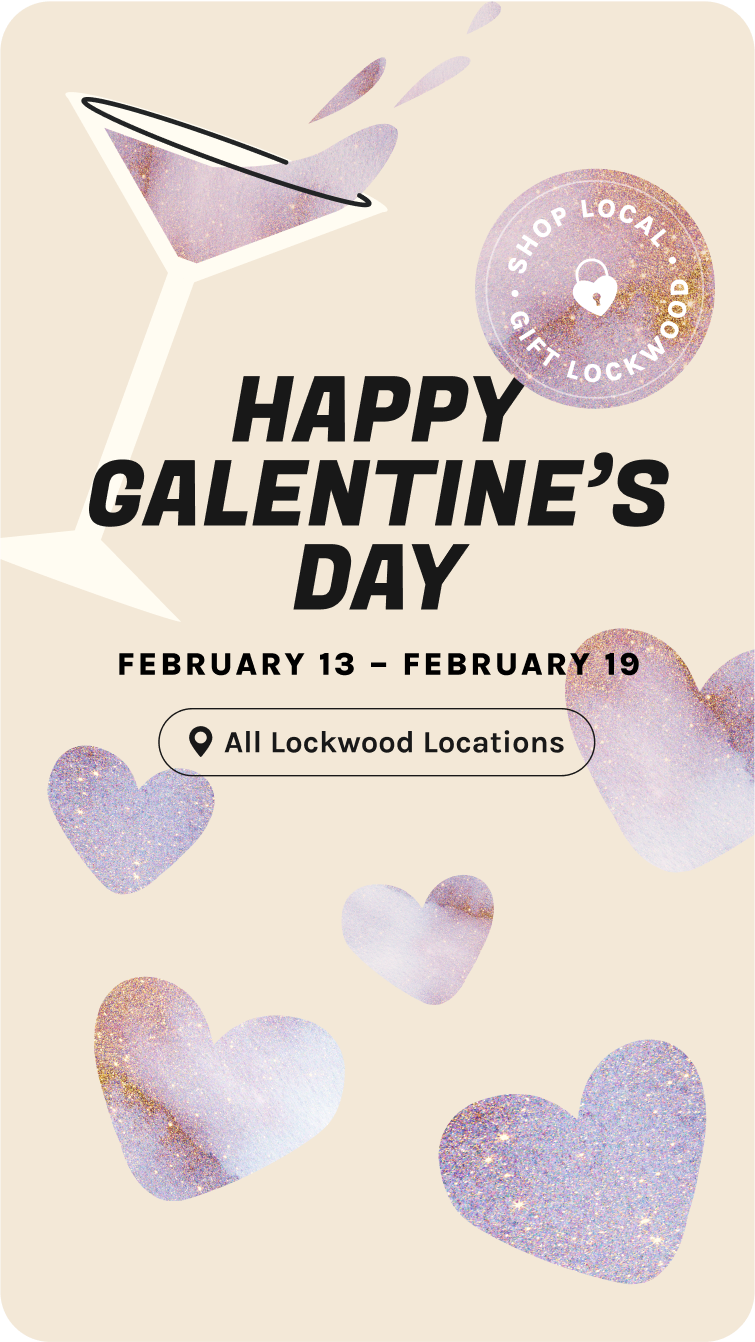 • SHOP LOCAL •
GIFT LOCKWOOD
HAPPY
GALENTINE’S
DAY
FEBRUARY 13 – FEBRUARY 19
All Lockwood Locations